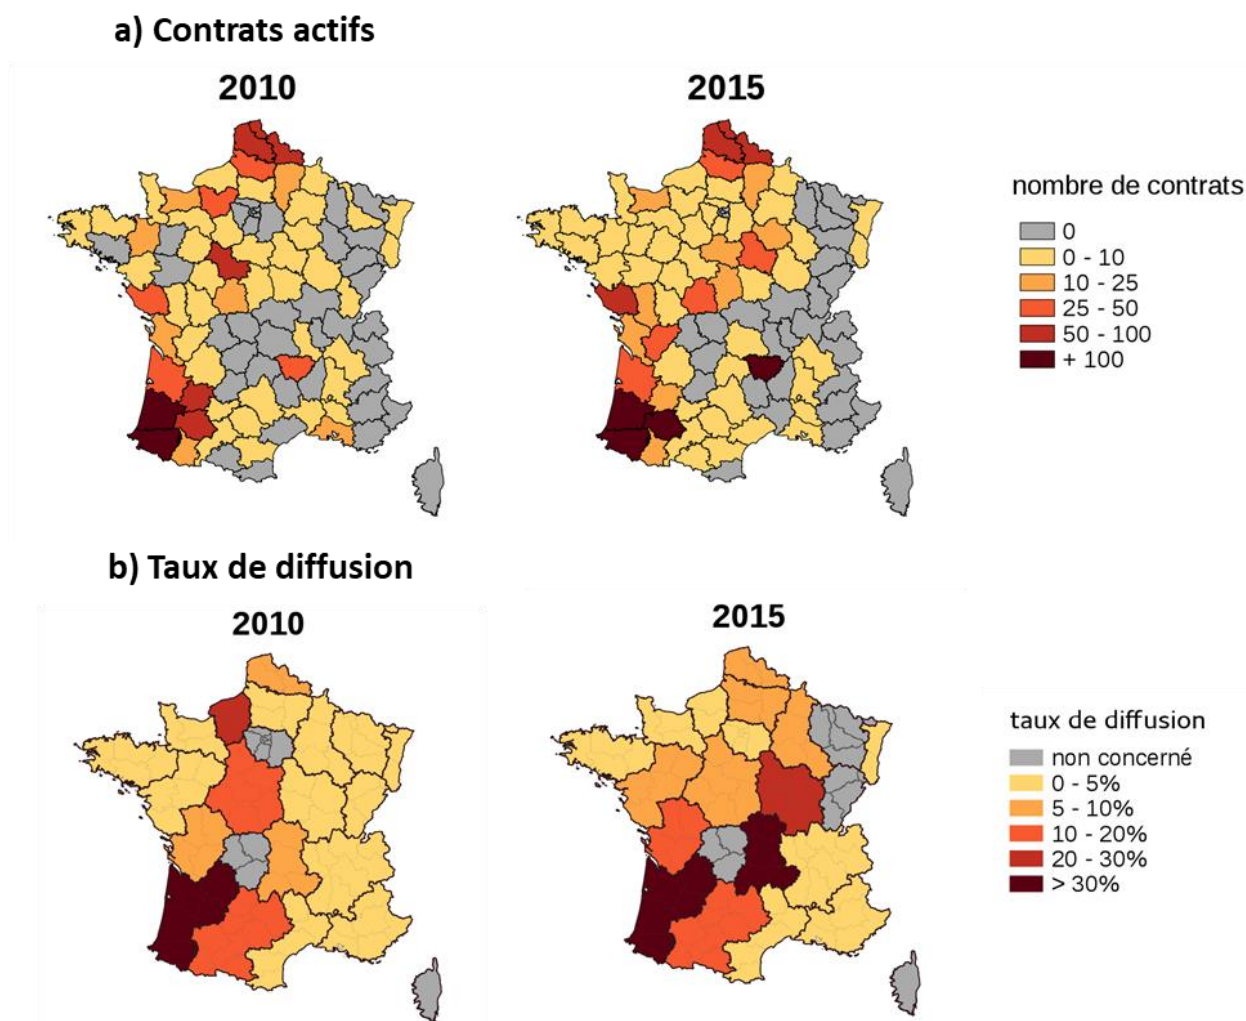 a) Contrats actifs
2010
2015
nombre de contrats
0
0 - 10
10 - 25
25 - 50
50 - 100
+ 100
b) Taux de diffusion
2010
2015
taux de diffusion
non concerné
0 - 5%
5 - 10%
10 - 20%
20 - 30%
> 30%